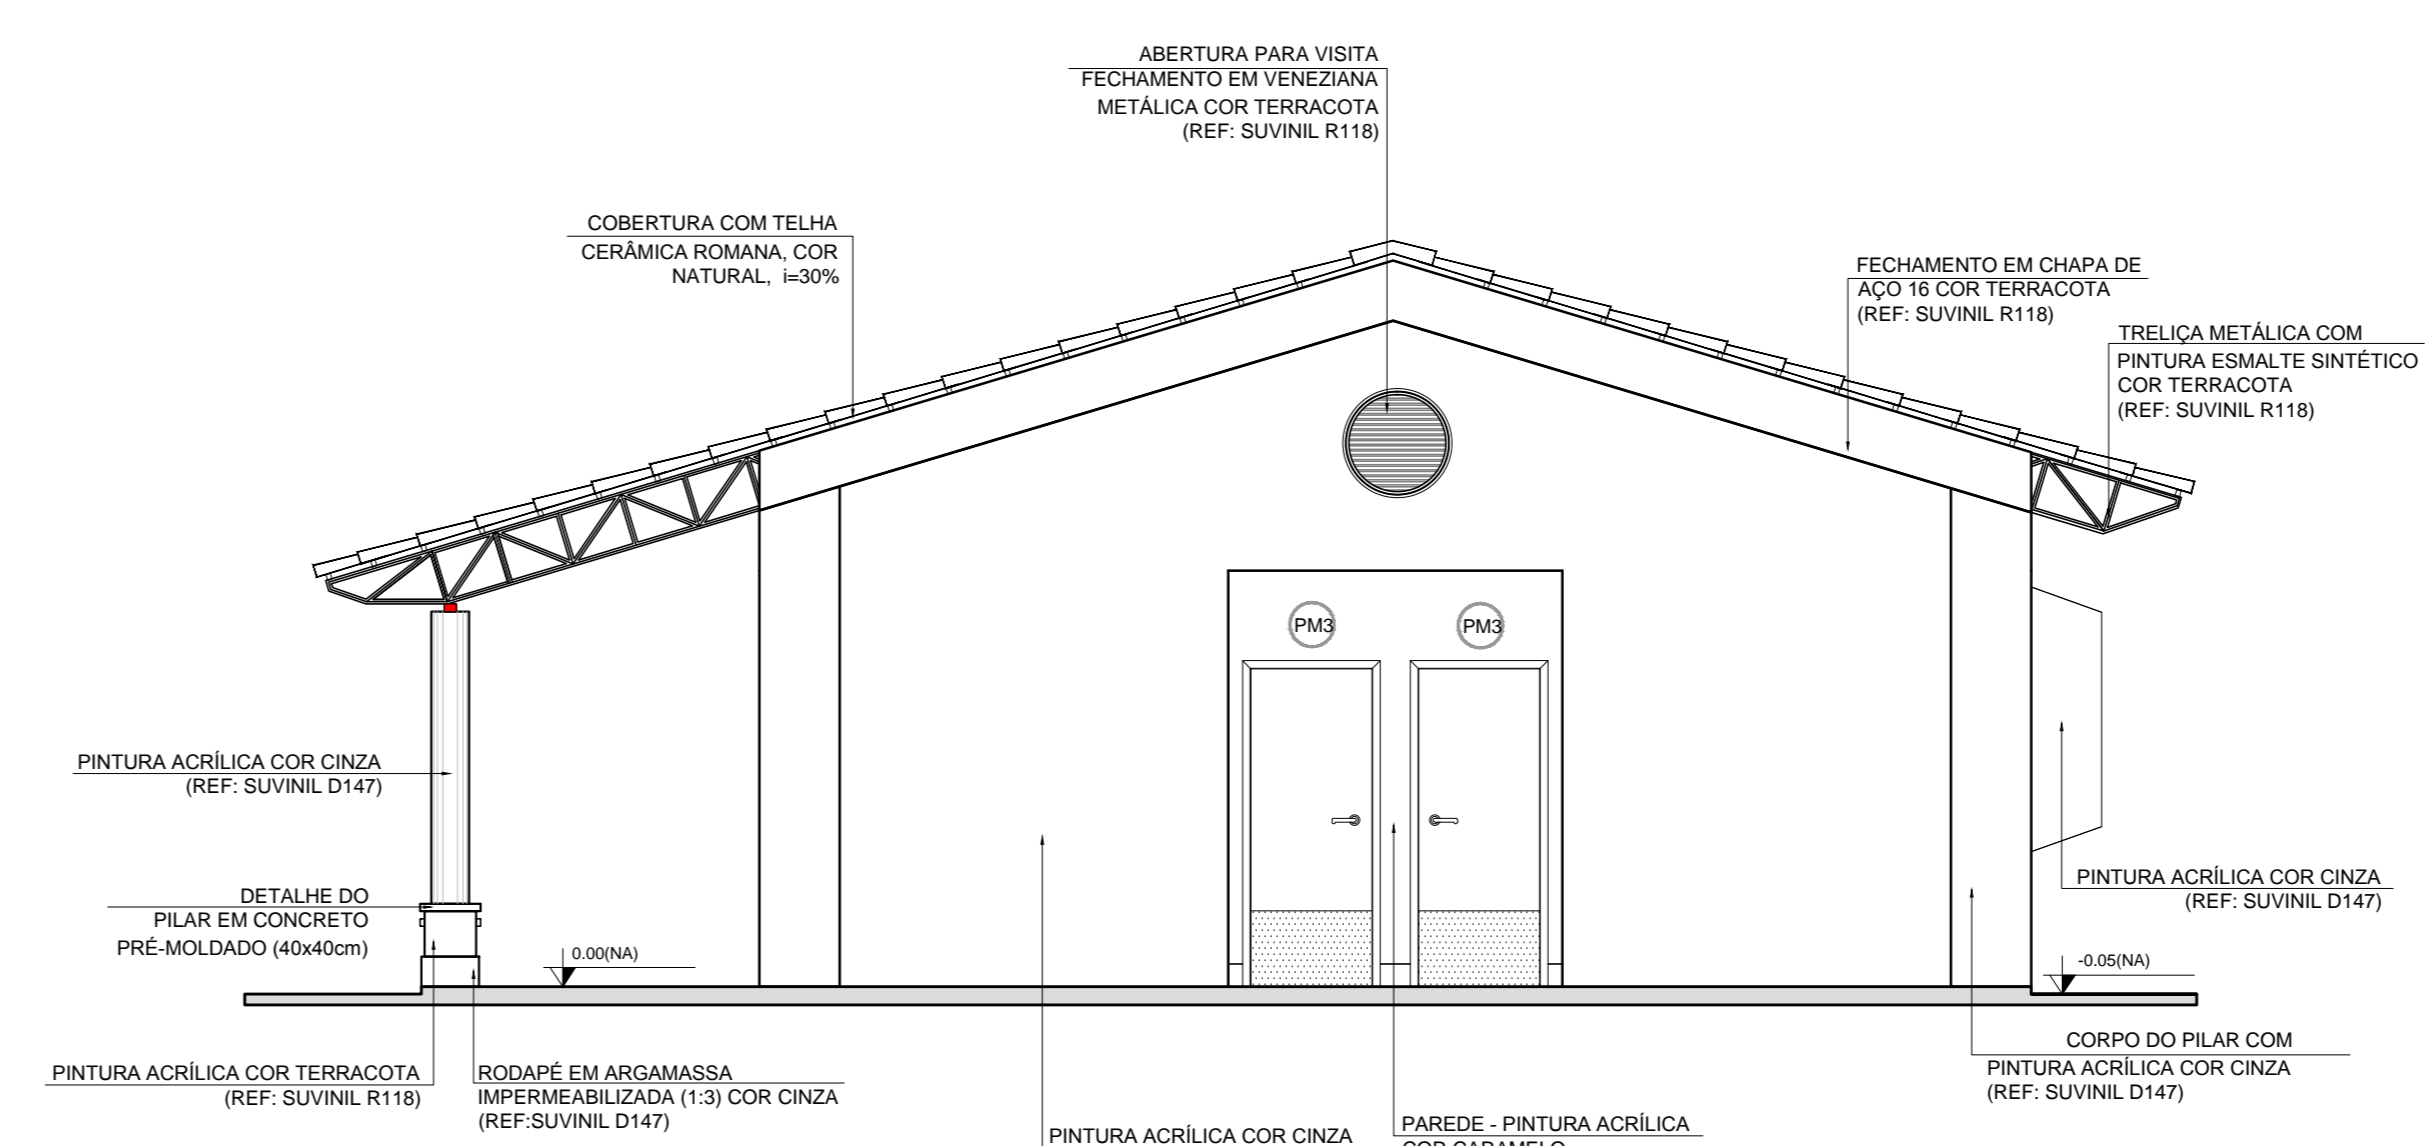 ABERTURA PARA VISITA
FECHAMENTO EM VENEZIANA
METÁLICA COR TERRACOTA
(REF: SUVINIL R118)
COBERTURA COM TELHA
CERÂMICA ROMANA, COR
NATURAL, i=30%
FECHAMENTO EM CHAPA DE
AÇO 16 COR TERRACOTA
(REF: SUVINIL R118)
TRELIÇA METÁLICA COM
PINTURA ESMALTE SINTÉTICO
COR TERRACOTA
(REF: SUVINIL R118)
PM3
PM3
PINTURA ACRÍLICA COR CINZA
(REF: SUVINIL D147)
DETALHE DO
PILAR EM CONCRETO
PRÉ-MOLDADO (40x40cm)
0.00(NA)
PINTURA ACRÍLICA COR CINZA
(REF: SUVINIL D147)
-0.05(NA)
PINTURA ACRÍLICA COR TERRACOTA
(REF: SUVINIL R118)
RODAPÉ EM ARGAMASSA
IMPERMEABILIZADA (1:3) COR CINZA
(REF:SUVINIL D147)
CORPO DO PILAR COM
PINTURA ACRÍLICA COR CINZA
(REF: SUVINIL D147)
PINTURA ACRÍLICA COR CINZA
PAREDE - PINTURA ACRÍLICA
COR CARAMELO